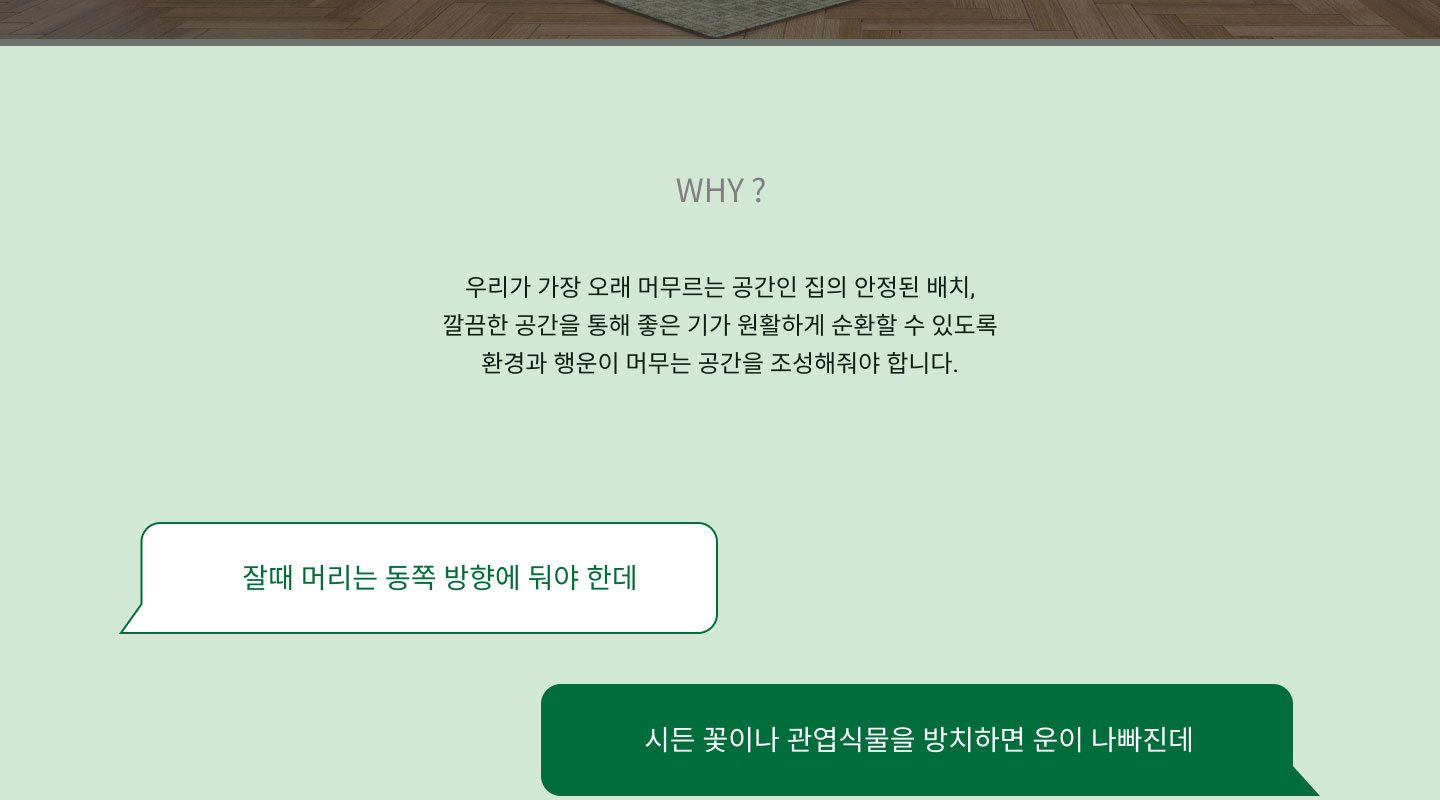 WHY ?
우리가 가장 오래 머무르는 공간인 집의 안정된 배치,
깔끔한 공간을 통해 좋은 기가 원활하게 순환할 수 있도록
환경과 행운이 머무는 공간을 조성해줘야 합니다.
잘때 머리는 동쪽 방향에 둬야 한데
시든 꽃이나 관엽식물을 방치하면 운이 나빠진데